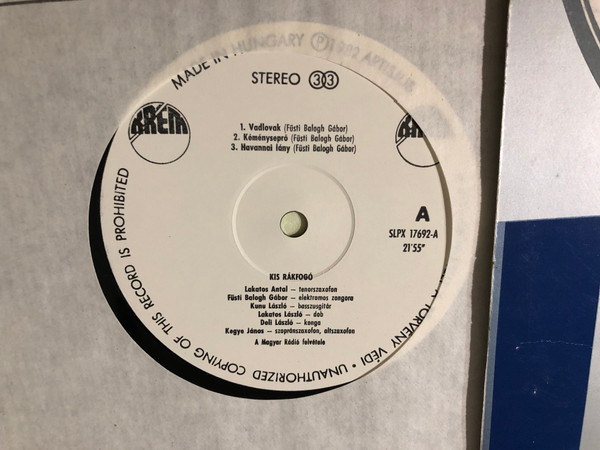 MADE IN HUNGARY Ⓟ 1982 ARTISJUS
STEREO 33
KRÉM
1. Vadlovak (Füsti Balogh Gábor)
2. Kéményseprő (Füsti Balogh Gábor)
3. Havannai lány (Füsti Balogh Gábor)
A
SLPX 17692-A
21'55"
KIS RÁKFOGÓ
Lakatos Antal — tenorszaxofon
Füsti Balogh Gábor — elektromos zongora
Kunu László — basszusgitár
Lakatos László — dob
Deli László — konga
Kegye János — szopránszaxofon, altszaxofon
A Magyar Rádió felvétele
TÖRVÉNY VÉDI • UNAUTHORIZED COPYING OF THIS RECORD IS PROHIBITED